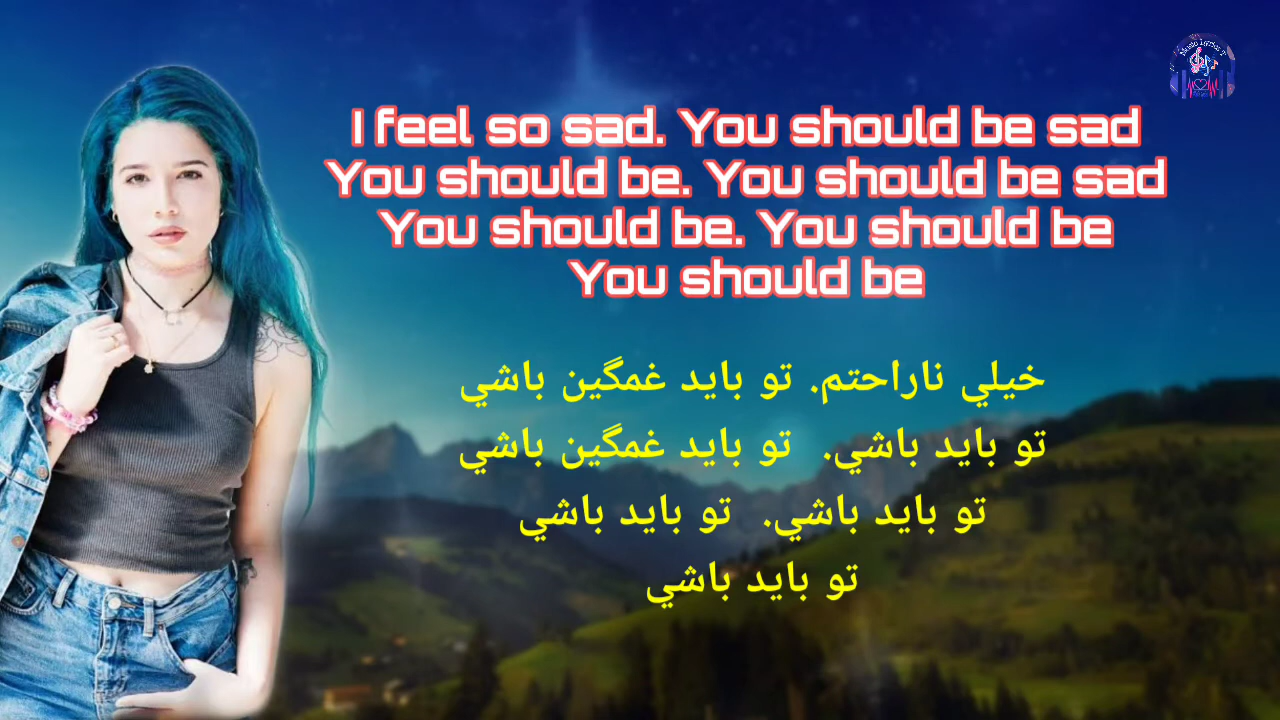 I feel so sad. You should be sad
You should be. You should be sad
You should be. You should be
You should be
خيلي ناراحتم. تو بايد غمگين باشي
تو بايد باشي.  تو بايد غمگين باشي
تو بايد باشي.  تو بايد باشي
تو بايد باشي